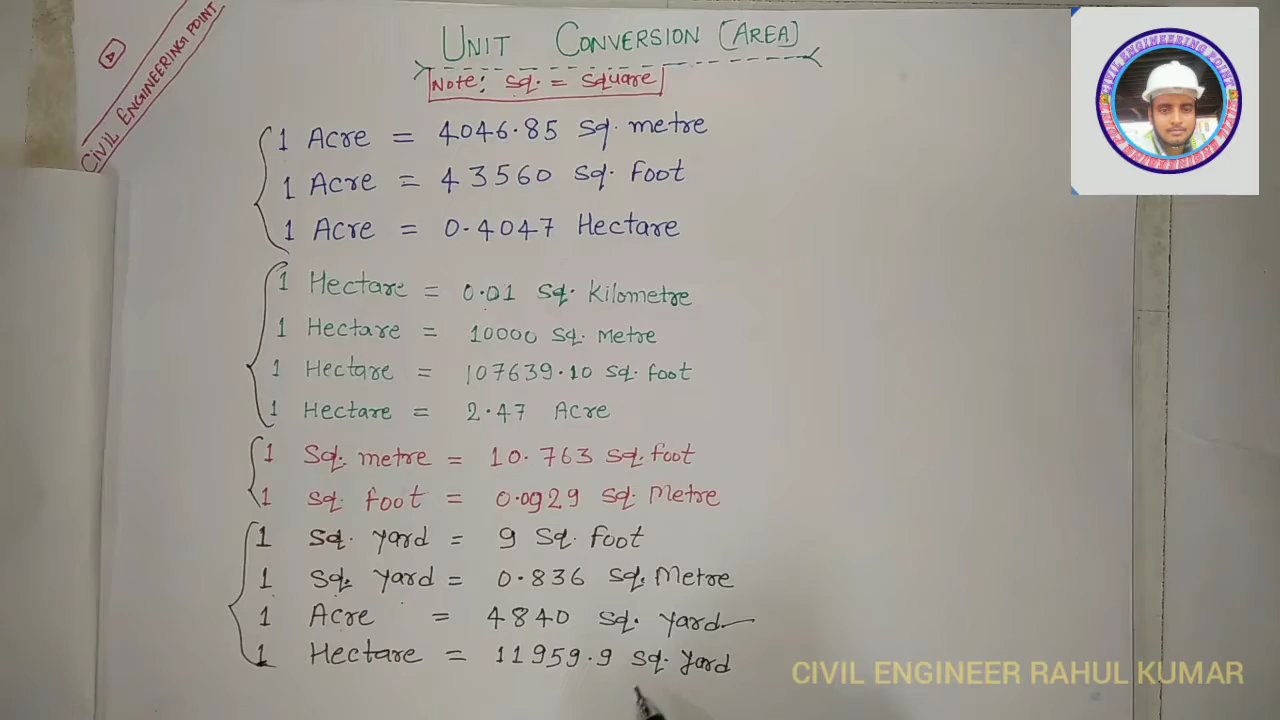 CIVIL ENGINEERING POINT
UNIT CONVERSION (AREA)
Note: sq. = square
1 Acre = 4046.85 sq. metre
1 Acre = 43560 sq. foot
1 Acre = 0.4047 Hectare
1 Hectare = 0.01 sq. kilometre
1 Hectare = 10000 sq. metre
1 Hectare = 107639.10 sq. foot
1 Hectare = 2.47 Acre
1 Sq. metre = 10.763 sq. foot
1 sq. foot = 0.0929 sq. Metre
1 sq. yard = 9 sq. foot
1 sq. yard = 0.836 sq. Metre
1 Acre = 4840 sq. yard
1 Hectare = 11959.9 sq. yard
CIVIL ENGINEERING POINT
CIVIL ENGINEER RAHUL KUMAR